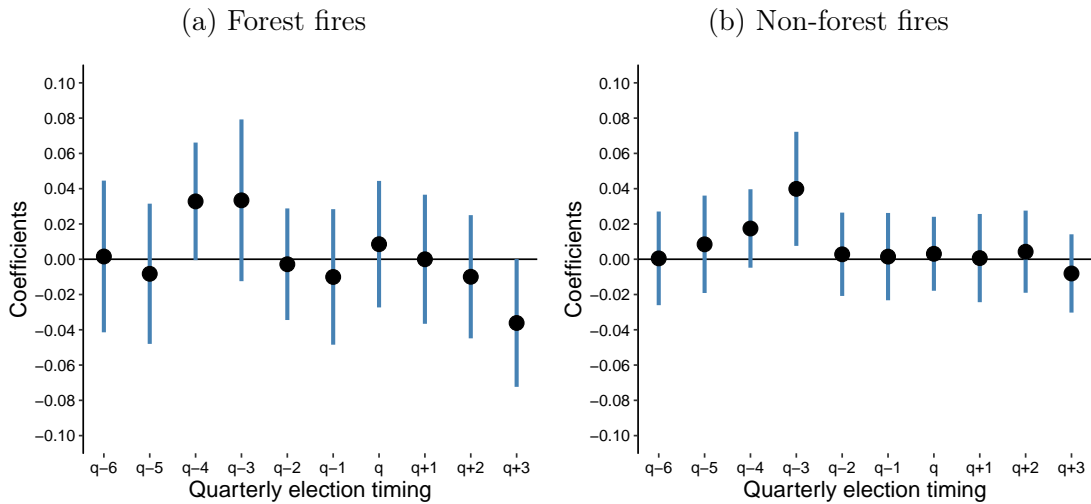 (a) Forest fires
0.10
0.08
0.06
0.04
0.02
0.00
−0.02
−0.04
−0.06
−0.08
−0.10
Coefficients
q−6 q−5 q−4 q−3 q−2 q−1 q q+1 q+2 q+3
Quarterly election timing
(b) Non-forest fires
0.10
0.08
0.06
0.04
0.02
0.00
−0.02
−0.04
−0.06
−0.08
−0.10
Coefficients
q−6 q−5 q−4 q−3 q−2 q−1 q q+1 q+2 q+3
Quarterly election timing